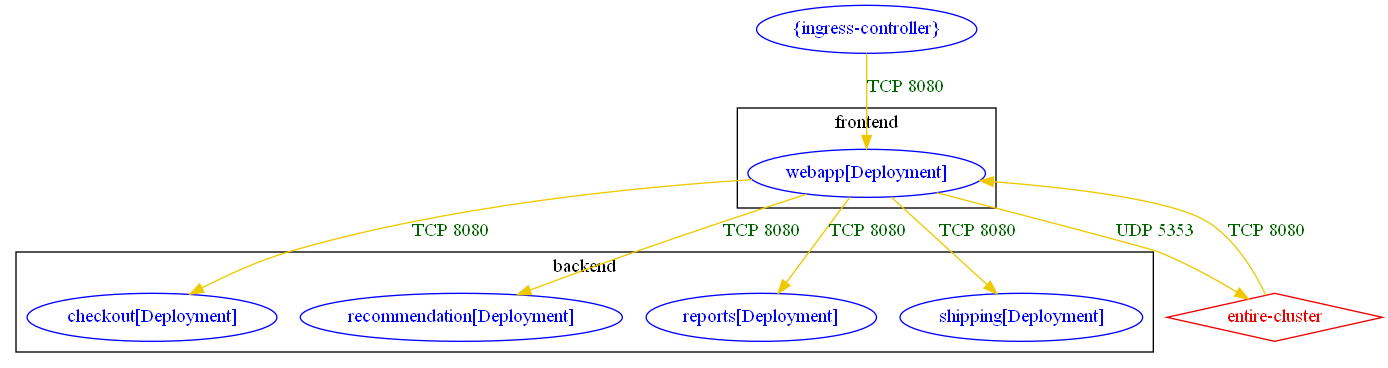 {ingress-controller}
TCP 8080
frontend
webapp[Deployment]
TCP 8080
TCP 8080
TCP 8080
TCP 8080
UDP 5353
TCP 8080
backend
checkout[Deployment]
recommendation[Deployment]
reports[Deployment]
shipping[Deployment]
entire-cluster